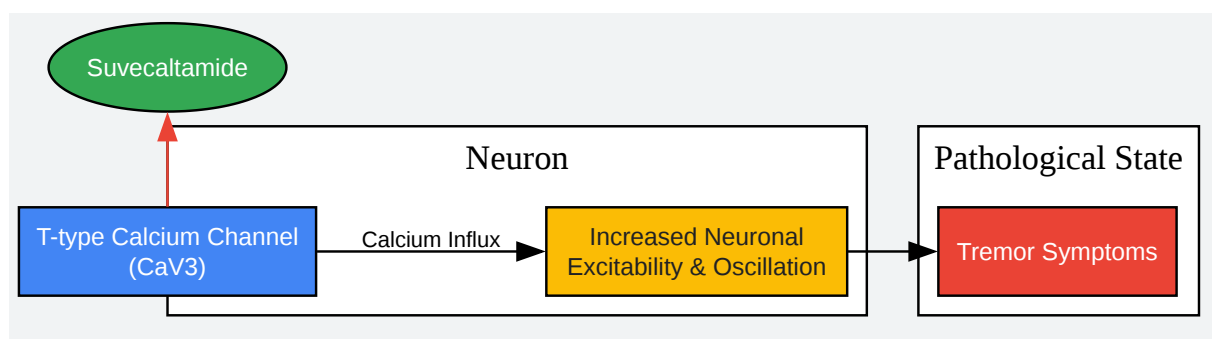 Suvecaltamide
Neuron
Pathological State
T-type Calcium Channel
(CaV3)
Calcium Influx
Increased Neuronal
Excitability & Oscillation
Tremor Symptoms